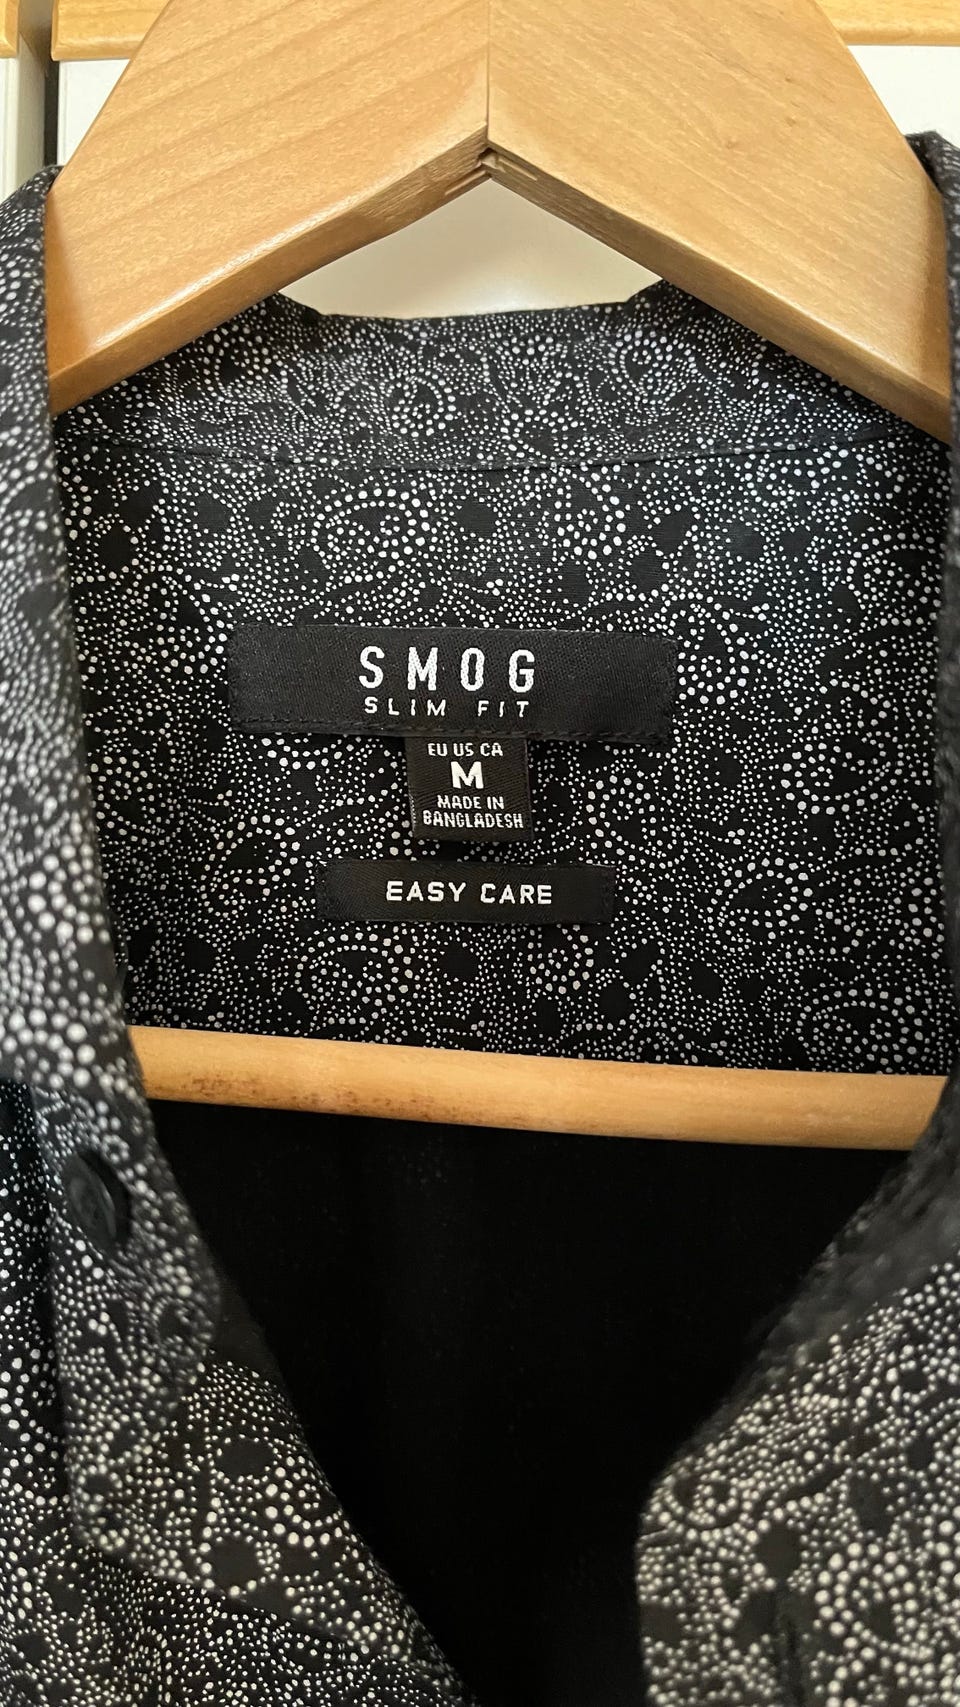 SMOG
SLIM FIT
EU US CA
M
MADE IN
BANGLADESH
EASY CARE